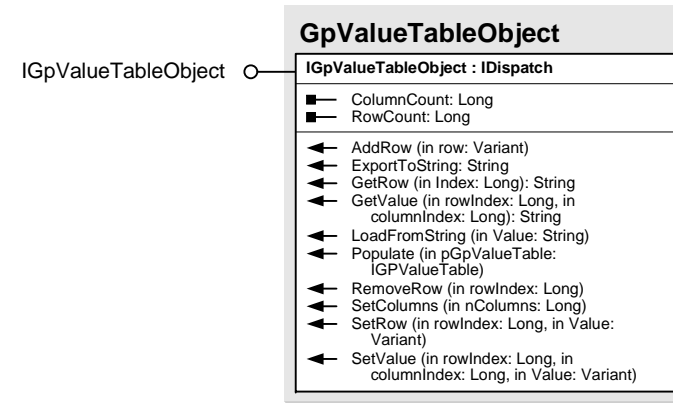 GpValueTableObject
IGpValueTableObject
IGpValueTableObject : IDispatch
ColumnCount: Long
RowCount: Long
AddRow (in row: Variant)
ExportToString: String
GetRow (in Index: Long): String
GetValue (in rowIndex: Long, in
columnIndex: Long): String
LoadFromString (in Value: String)
Populate (in pGpValueTable:
IGPValueTable)
RemoveRow (in rowIndex: Long)
SetColumns (in nColumns: Long)
SetRow (in rowIndex: Long, in Value:
Variant)
SetValue (in rowIndex: Long, in
columnIndex: Long, in Value: Variant)